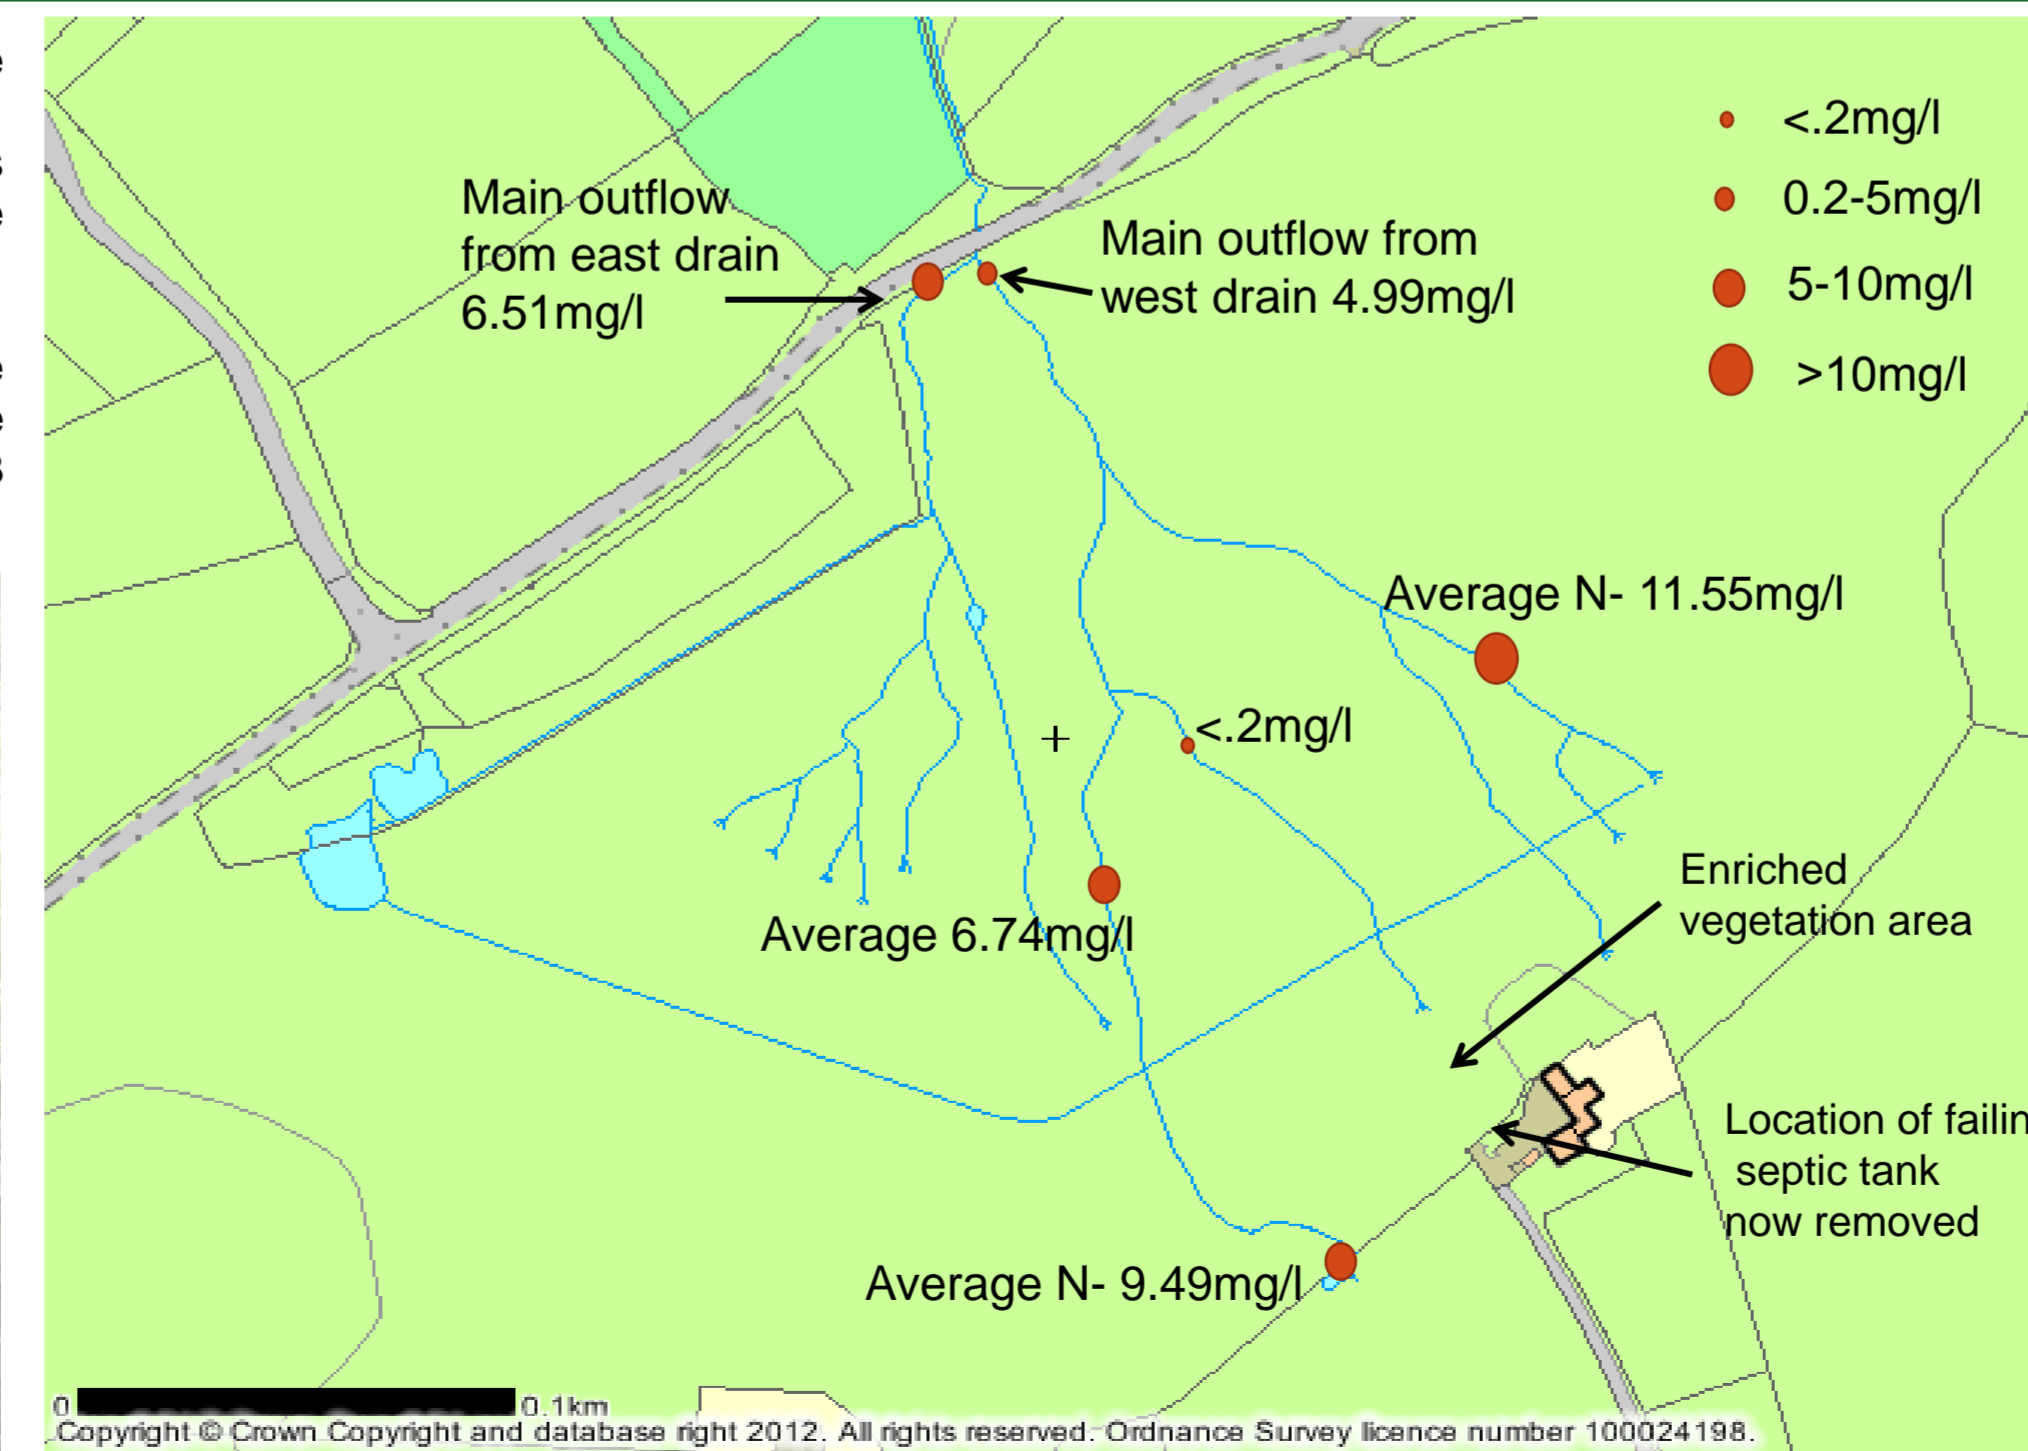 <.2mg/l
0.2-5mg/l
5-10mg/l
>10mg/l
Main outflow
from east drain
6.51mg/l
Main outflow from
west drain 4.99mg/l
Average N- 11.55mg/l
<.2mg/l
Average 6.74mg/l
Enriched
vegetation area
Location of failin
septic tank
now removed
Average N- 9.49mg/l
0 0.1km
Copyright © Crown Copyright and database right 2012. All rights reserved. Ordnance Survey licence number 100024198.